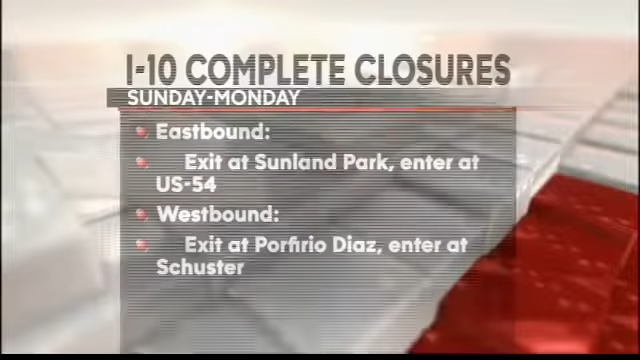 I-10 COMPLETE CLOSURES
SUNDAY-MONDAY
Eastbound:
Exit at Sunland Park, enter at
US-54
Westbound:
Exit at Porfirio Diaz, enter at
Schuster